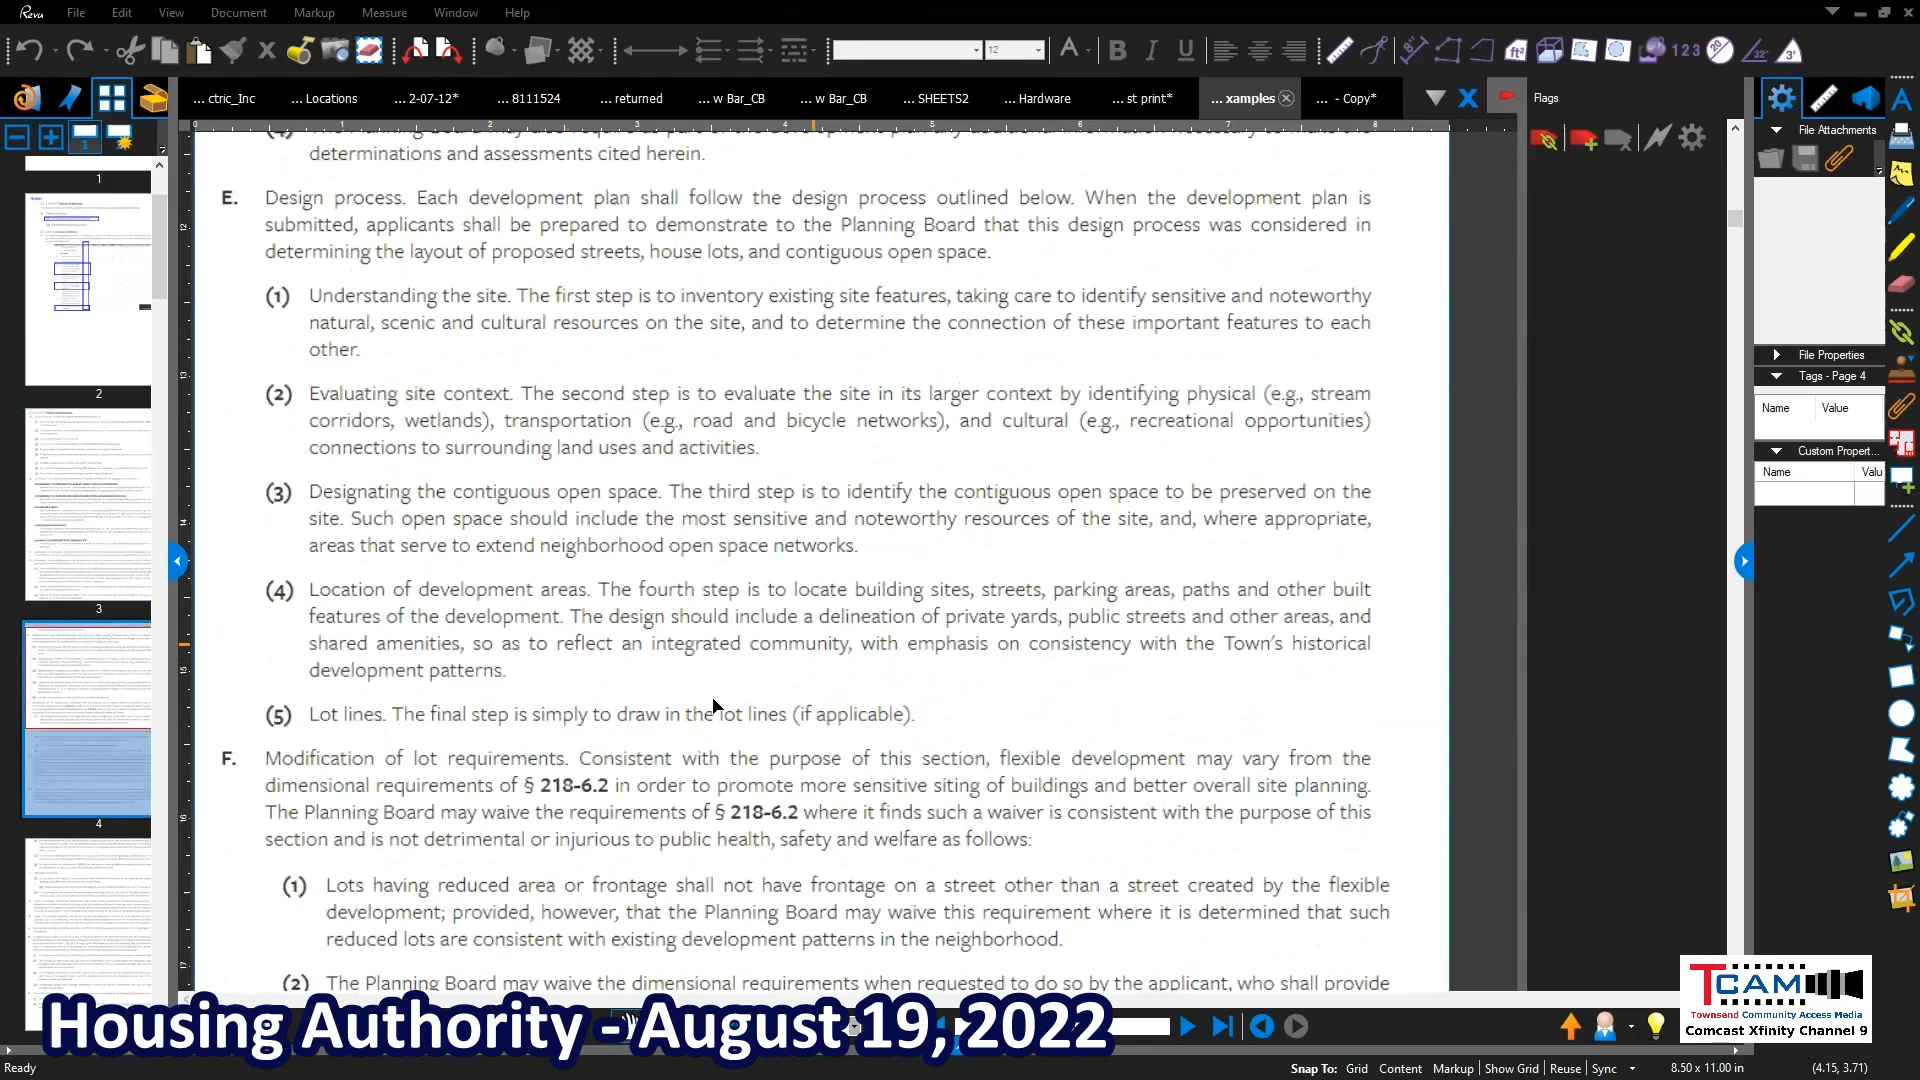 Revu File Edit View Document Markup Measure Window Help
12
... ctric_Inc ... Locations ... 2-07-12* ... 8111524 ... returned ... w Bar_CB ... w Bar_CB ... SHEETS2 ... Hardware ... st print* ... xamples ... - Copy* Flags
File Attachments
determinations and assessments cited herein.
E. Design process. Each development plan shall follow the design process outlined below. When the development plan is
submitted, applicants shall be prepared to demonstrate to the Planning Board that this design process was considered in
determining the layout of proposed streets, house lots, and contiguous open space.
(1) Understanding the site. The first step is to inventory existing site features, taking care to identify sensitive and noteworthy
natural, scenic and cultural resources on the site, and to determine the connection of these important features to each
other.
(2) Evaluating site context. The second step is to evaluate the site in its larger context by identifying physical (e.g., stream
corridors, wetlands), transportation (e.g., road and bicycle networks), and cultural (e.g., recreational opportunities)
connections to surrounding land uses and activities.
(3) Designating the contiguous open space. The third step is to identify the contiguous open space to be preserved on the
site. Such open space should include the most sensitive and noteworthy resources of the site, and, where appropriate,
areas that serve to extend neighborhood open space networks.
(4) Location of development areas. The fourth step is to locate building sites, streets, parking areas, paths and other built
features of the development. The design should include a delineation of private yards, public streets and other areas, and
shared amenities, so as to reflect an integrated community, with emphasis on consistency with the Town's historical
development patterns.
(5) Lot lines. The final step is simply to draw in the lot lines (if applicable).
F. Modification of lot requirements. Consistent with the purpose of this section, flexible development may vary from the
dimensional requirements of § 218-6.2 in order to promote more sensitive siting of buildings and better overall site planning.
The Planning Board may waive the requirements of § 218-6.2 where it finds such a waiver is consistent with the purpose of this
section and is not detrimental or injurious to public health, safety and welfare as follows:
(1) Lots having reduced area or frontage shall not have frontage on a street other than a street created by the flexible
development; provided, however, that the Planning Board may waive this requirement where it is determined that such
reduced lots are consistent with existing development patterns in the neighborhood.
(2) The Planning Board may waive the dimensional requirements when requested to do so by the applicant, who shall provide
1
2
3
4
File Properties
Tags - Page 4
Name Value
Custom Propert...
Name Valu
Housing Authority - August 19, 2022
TCAM
Townsend Community Access Media
Comcast Xfinity Channel 9
Ready
Snap To: Grid Content Markup Show Grid Reuse Sync 8.50 x 11.00 in (4.15, 3.71)